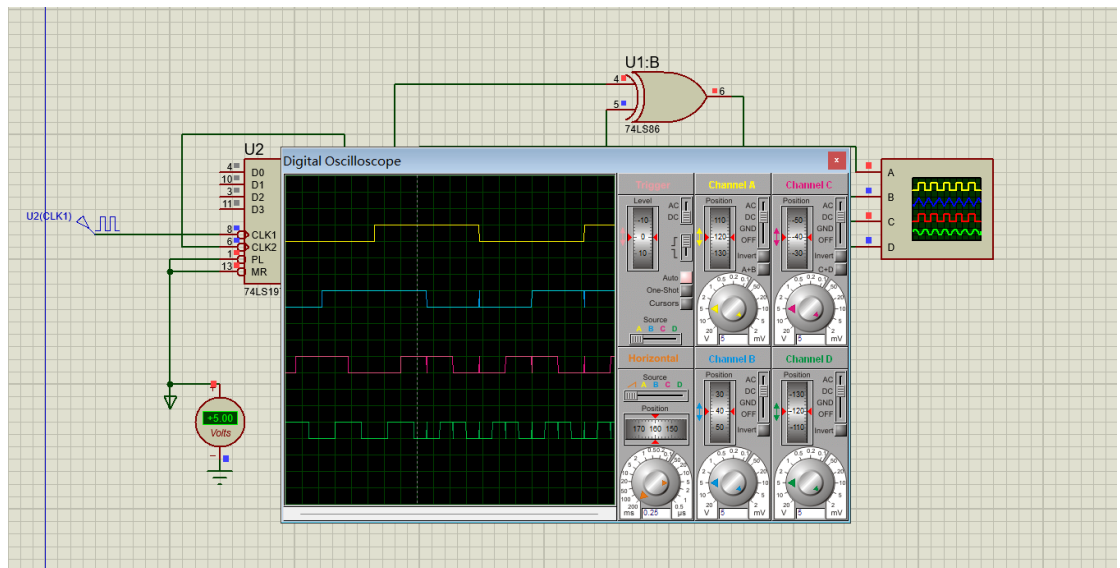 U1:B
4
5
6
74LS86
U2
4
D0
10
D1
3
D2
11
D3
U2(CLK1)
8
CLK1
6
CLK2
1
PL
13
MR
74LS197
Digital Oscilloscope
x
Trigger
Level
-10
0
10
AC
DC
Auto
One-Shot
Cursors
Source
A B C D
Channel A
Position
110
-120
-130
AC
DC
GND
OFF
Invert
A+B
V
5
mV
Channel C
Position
-50
-40
-30
AC
DC
GND
OFF
Invert
C+D
V
5
mV
Horizontal
Source
A B C D
Position
170 160 150
ms
0.25
µs
Channel B
Position
30
40
50
AC
DC
GND
OFF
Invert
V
5
mV
Channel D
Position
-130
-120
-110
AC
DC
GND
OFF
Invert
V
5
mV
A
B
C
D
+5.00
Volts